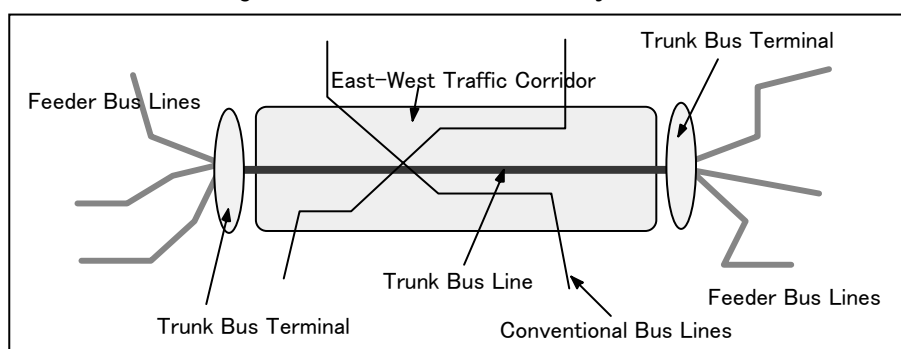 Trunk Bus Terminal
East-West Traffic Corridor
Feeder Bus Lines
Trunk Bus Line
Feeder Bus Lines
Trunk Bus Terminal
Conventional Bus Lines